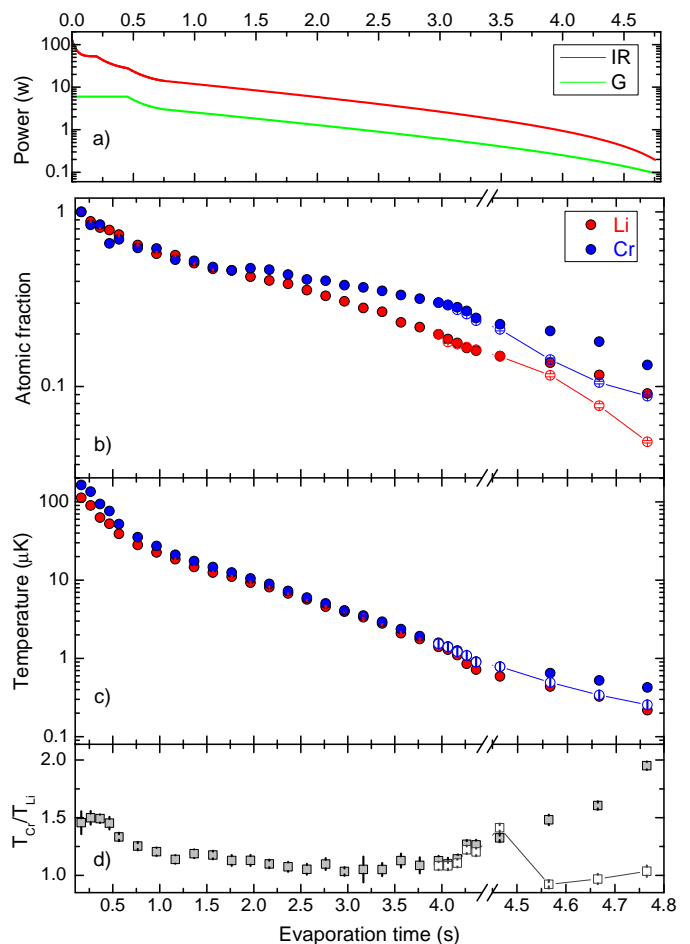 0.0 0.5 1.0 1.5 2.0 2.5 3.0 3.5 4.0 4.5
100
10
1
0.1
Power (w)
IR
G
a)
1
0.1
Atomic fraction
Li
Cr
b)
100
10
1
0.1
Temperature (μK)
c)
2.0
1.5
1.0
T_Cr/T_Li
d)
0.5 1.0 1.5 2.0 2.5 3.0 3.5 4.0 4.5 4.6 4.7 4.8
Evaporation time (s)